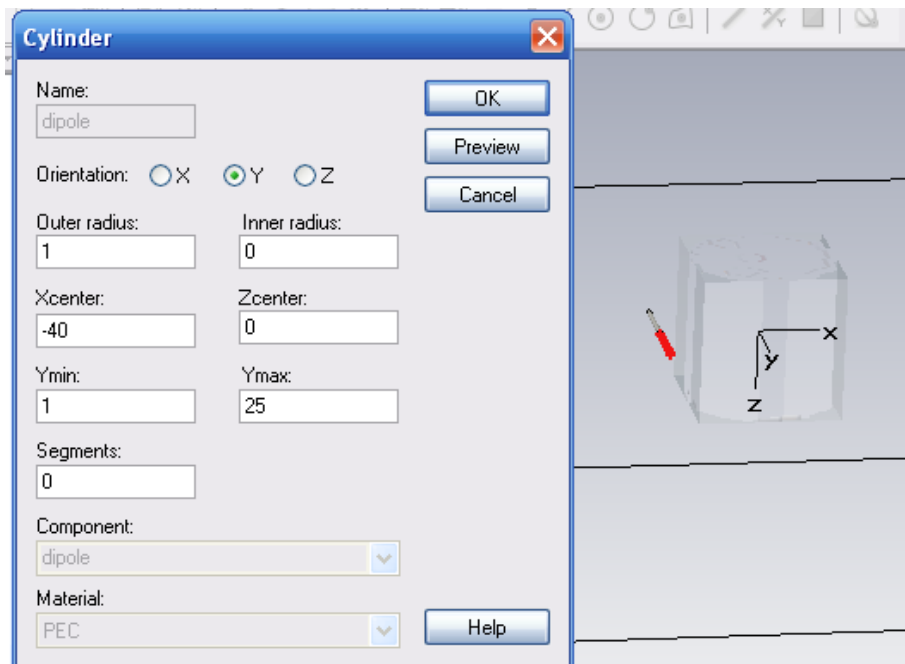 Cylinder
Name:
OK
dipole
Preview
Orientation: X Y Z
Cancel
Outer radius: Inner radius:
1 0
Xcenter: Zcenter:
-40 0
Ymin: Ymax:
1 25
Segments:
0
Component:
dipole
Material:
PEC
Help
X
Y
Z